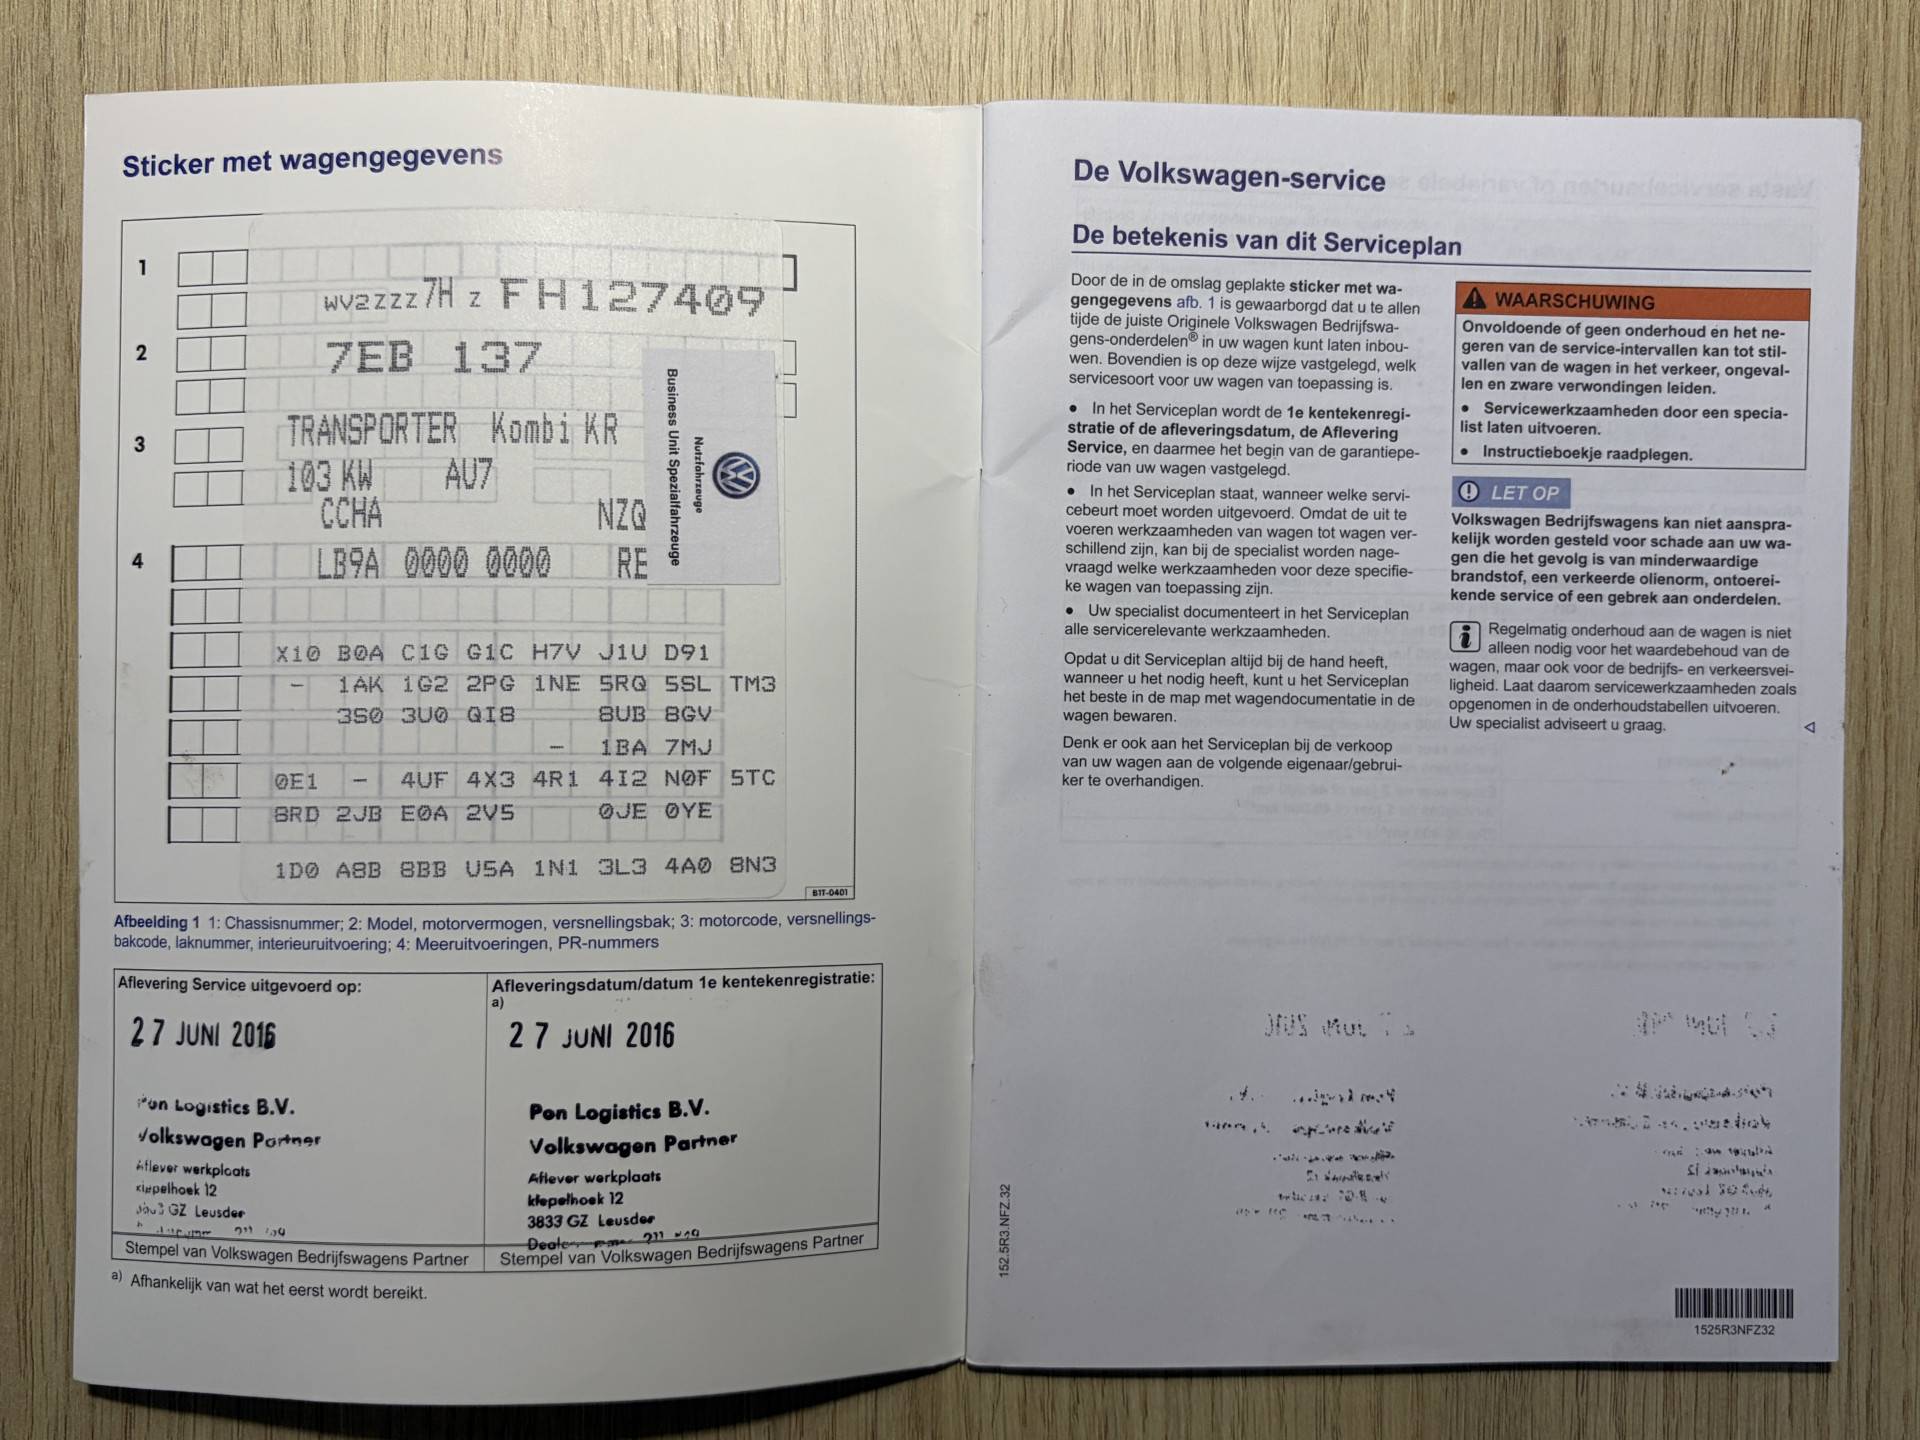 Sticker met wagengegevens
1
WV2ZZZ7H Z FH127409
2
7EB 137
TRANSPORTER Kombi KR
3
103 KW AU7
CCHA NZQ
4
LB9A 0000 0000 RE
Business Unit Spezialfahrzeuge
Nutzfahrzeuge
X10 B0A C1G G1C H7V J1U D91
- 1AK 1G2 2PG 1NE 5RQ 5SL TM3
3S0 3U0 QI8 8UB 8GV
- 1BA 7MJ
0E1 - 4UF 4X3 4R1 4I2 N0F 5TC
8RD 2JB E0A 2V5 0JE 0YE
1D0 A8B 8BB U5A 1N1 3L3 4A0 8N3
B1T-0401
Afbeelding 1 1: Chassisnummer; 2: Model, motorvermogen, versnellingsbak; 3: motorcode, versnellings-
bakcode, laknummer, interieuruitvoering; 4: Meeruitvoeringen, PR-nummers
Aflevering Service uitgevoerd op:
27 JUNI 2016
Pon Logistics B.V.
Volkswagen Partner
Aflever werkplaats
Klepelhoek 12
3833 GZ Leusden
Stempel van Volkswagen Bedrijfswagens Partner
Afleveringsdatum/datum 1e kentekenregistratie:
a)
27 JUNI 2016
Pon Logistics B.V.
Volkswagen Partner
Aflever werkplaats
klepelhoek 12
3833 GZ Leusden
Stempel van Volkswagen Bedrijfswagens Partner
a) Afhankelijk van wat het eerst wordt bereikt.
De Volkswagen-service
De betekenis van dit Serviceplan
Door de in de omslag geplakte sticker met wa-
gengegevens afb. 1 is gewaarborgd dat u te allen
tijde de juiste Originele Volkswagen Bedrijfswa-
gens-onderdelen® in uw wagen kunt laten inbou-
wen. Bovendien is op deze wijze vastgelegd, welk
servicesoort voor uw wagen van toepassing is.
● In het Serviceplan wordt de 1e kentekenregi-
stratie of de afleveringsdatum, de Aflevering
Service, en daarmee het begin van de garantiepe-
riode van uw wagen vastgelegd.
● In het Serviceplan staat, wanneer welke servi-
cebeurt moet worden uitgevoerd. Omdat de uit te
voeren werkzaamheden van wagen tot wagen ver-
schillend zijn, kan bij de specialist worden nage-
vraagd welke werkzaamheden voor deze specifie-
ke wagen van toepassing zijn.
● Uw specialist documenteert in het Serviceplan
alle servicerelevante werkzaamheden.
Opdat u dit Serviceplan altijd bij de hand heeft,
wanneer u het nodig heeft, kunt u het Serviceplan
het beste in de map met wagendocumentatie in de
wagen bewaren.
Denk er ook aan het Serviceplan bij de verkoop
van uw wagen aan de volgende eigenaar/gebrui-
ker te overhandigen.
WAARSCHUWING
Onvoldoende of geen onderhoud en het ne-
geren van de service-intervallen kan tot stil-
vallen van de wagen in het verkeer, ongeval-
len en zware verwondingen leiden.
● Servicewerkzaamheden door een specia-
list laten uitvoeren.
● Instructieboekje raadplegen.
LET OP
Volkswagen Bedrijfswagens kan niet aanspra-
kelijk worden gesteld voor schade aan uw wa-
gen die het gevolg is van minderwaardige
brandstof, een verkeerde olienorm, ontoerei-
kende service of een gebrek aan onderdelen.
Regelmatig onderhoud aan de wagen is niet
alleen nodig voor het waardebehoud van de
wagen, maar ook voor de bedrijfs- en verkeersvei-
ligheid. Laat daarom servicewerkzaamheden zoals
opgenomen in de onderhoudstabellen uitvoeren.
Uw specialist adviseert u graag.
152.5R3.NFZ.32
1525R3NFZ32